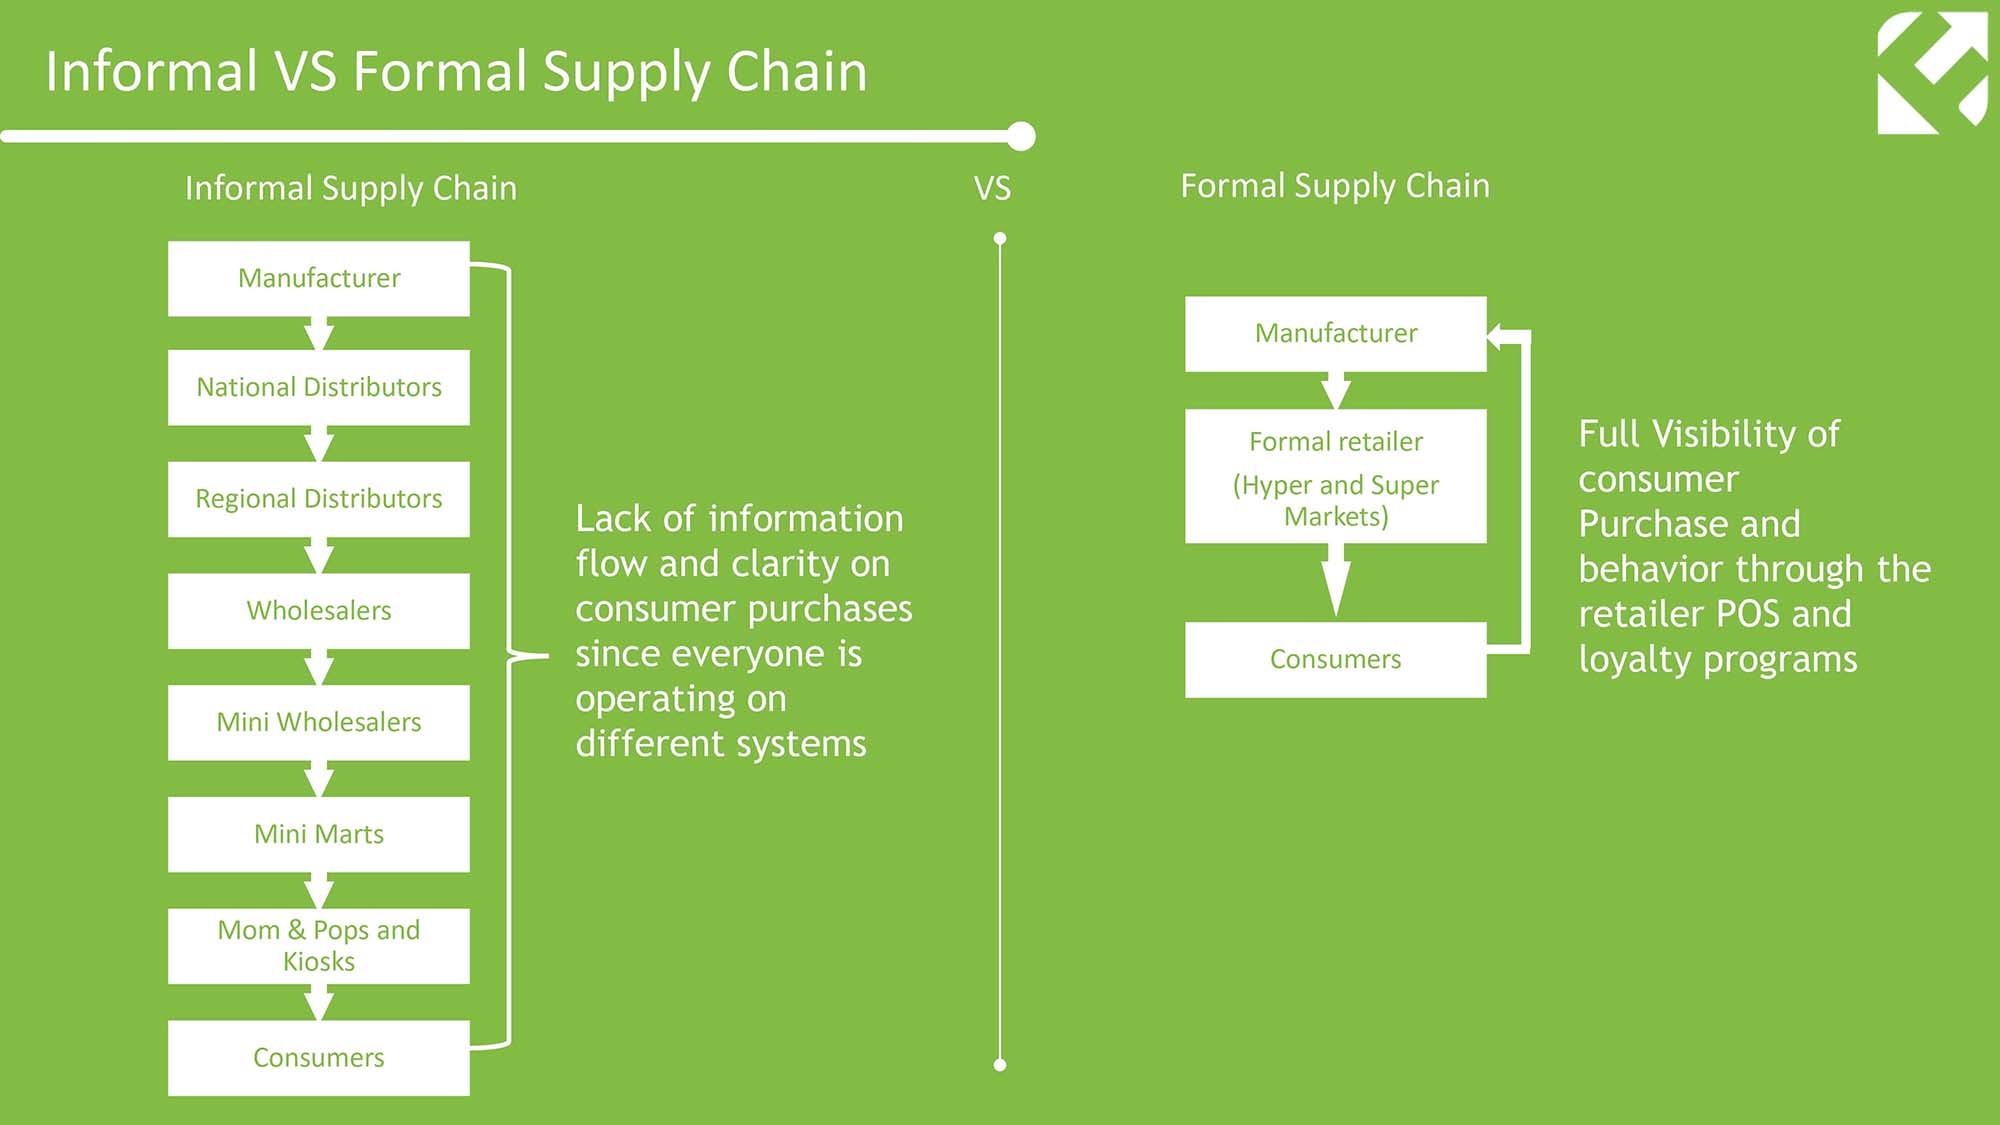 Informal VS Formal Supply Chain
Informal Supply Chain
VS
Formal Supply Chain
Manufacturer
National Distributors
Regional Distributors
Wholesalers
Mini Wholesalers
Mini Marts
Mom & Pops and
Kiosks
Consumers
Lack of information
flow and clarity on
consumer purchases
since everyone is
operating on
different systems
Manufacturer
Formal retailer
(Hyper and Super
Markets)
Consumers
Full Visibility of
consumer
Purchase and
behavior through the
retailer POS and
loyalty programs